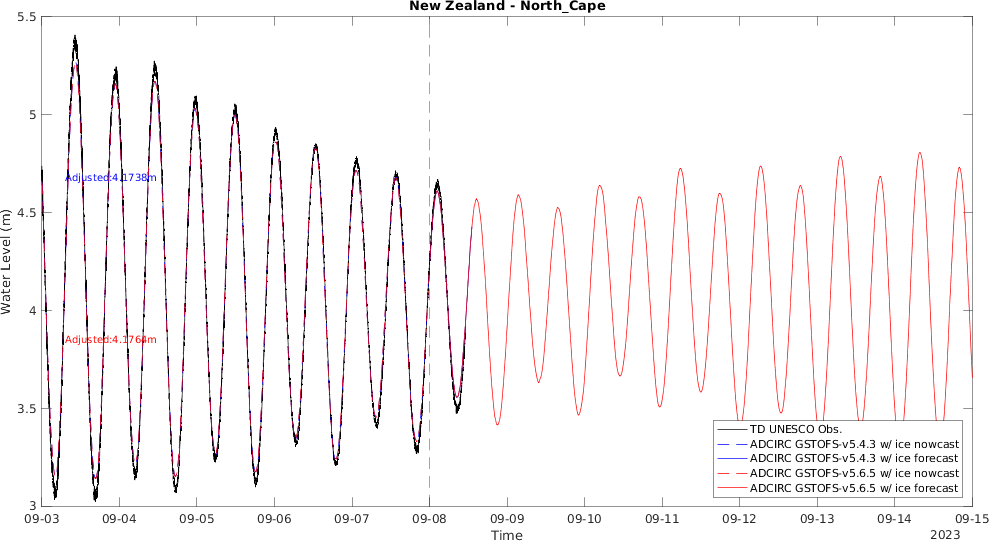 New Zealand - North_Cape
5.5
5
4.5
4
3.5
3
Water Level (m)
Adjusted:4.1738m
Adjusted:4.1764m
TD UNESCO Obs.
ADCIRC GSTOFS-v5.4.3 w/ ice nowcast
ADCIRC GSTOFS-v5.4.3 w/ ice forecast
ADCIRC GSTOFS-v5.6.5 w/ ice nowcast
ADCIRC GSTOFS-v5.6.5 w/ ice forecast
09-03 09-04 09-05 09-06 09-07 09-08 09-09 09-10 09-11 09-12 09-13 09-14 09-15
Time
2023